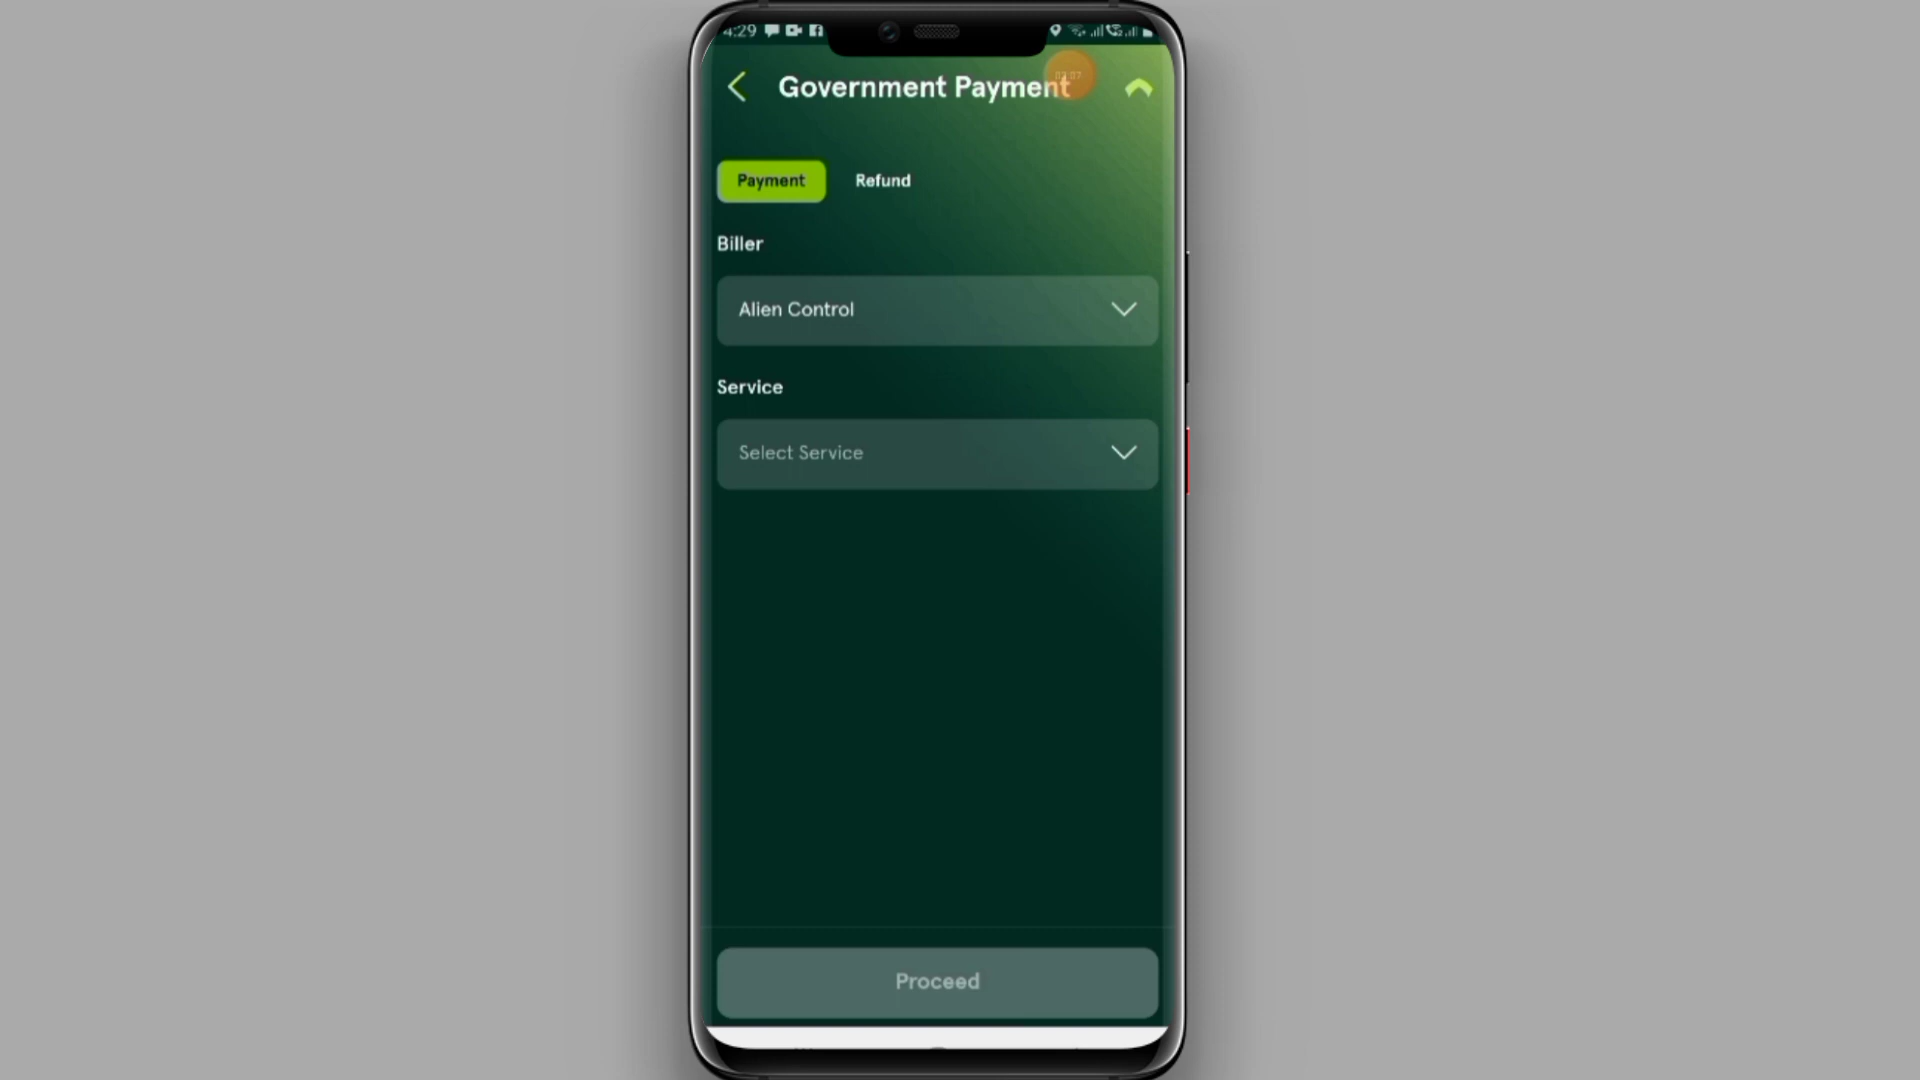 4:29
Government Payment
Payment Refund
Biller
Alien Control
Service
Select Service
Proceed